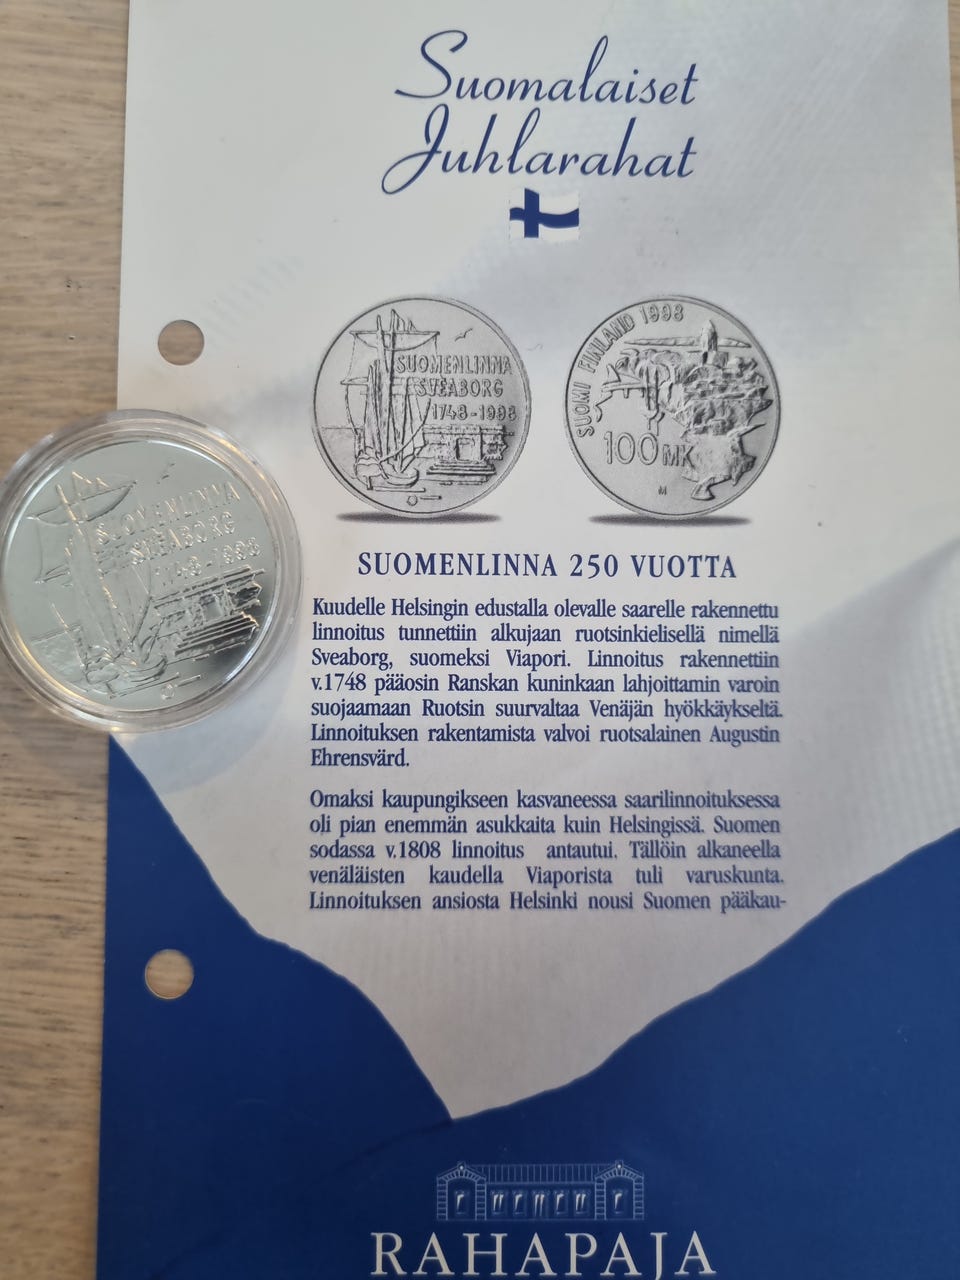 Suomalaiset
Juhlarahat
SUOMENLINNA
SVEABORG
1748-1998
SUOMI FINLAND 1998
100 MK
M
SUOMENLINNA
SVEABORG
1748-1998
SUOMENLINNA 250 VUOTTA
Kuudelle Helsingin edustalla olevalle saarelle rakennettu
linnoitus tunnettiin alkujaan ruotsinkielisellä nimellä
Sveaborg, suomeksi Viapori. Linnoitus rakennettiin
v.1748 pääosin Ranskan kuninkaan lahjoittamin varoin
suojaamaan Ruotsin suurvaltaa Venäjän hyökkäykseltä.
Linnoituksen rakentamista valvoi ruotsalainen Augustin
Ehrensvärd.
Omaksi kaupungikseen kasvaneessa saarilinnoituksessa
oli pian enemmän asukkaita kuin Helsingissä. Suomen
sodassa v.1808 linnoitus antautui. Tällöin alkaneella
venäläisten kaudella Viaporista tuli varuskunta.
Linnoituksen ansiosta Helsinki nousi Suomen pääkau-
RAHAPAJA